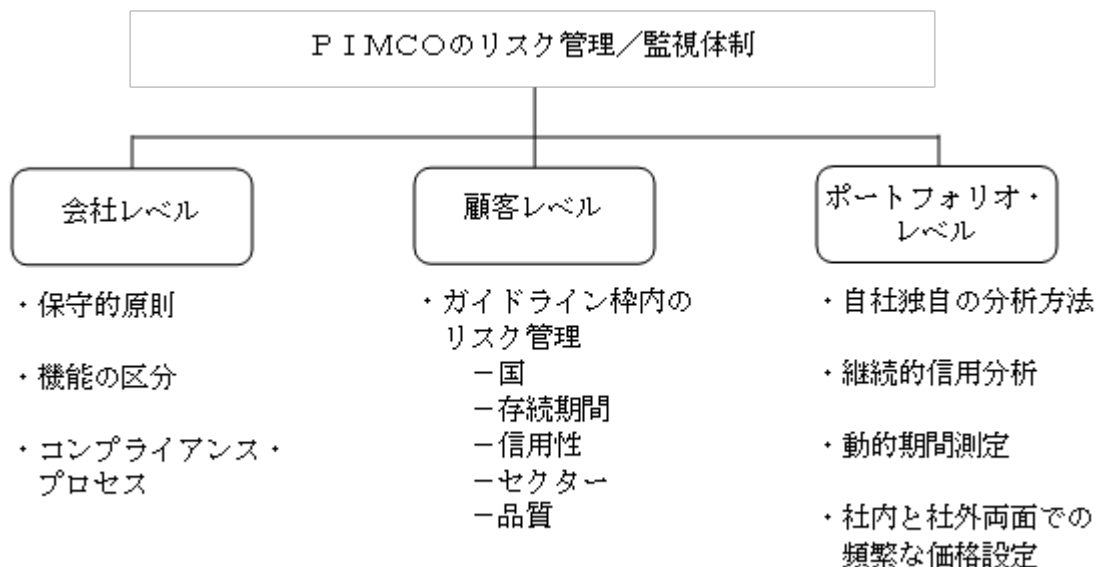 ＰＩＭＣＯのリスク管理／監視体制
会社レベル
・保守的原則
・機能の区分
・コンプライアンス・
プロセス
顧客レベル
・ガイドライン枠内の
リスク管理
－国
－存続期間
－信用性
－セクター
－品質
ポートフォリオ・
レベル
・自社独自の分析方法
・継続的信用分析
・動的期間測定
・社内と社外両面での
頻繁な価格設定